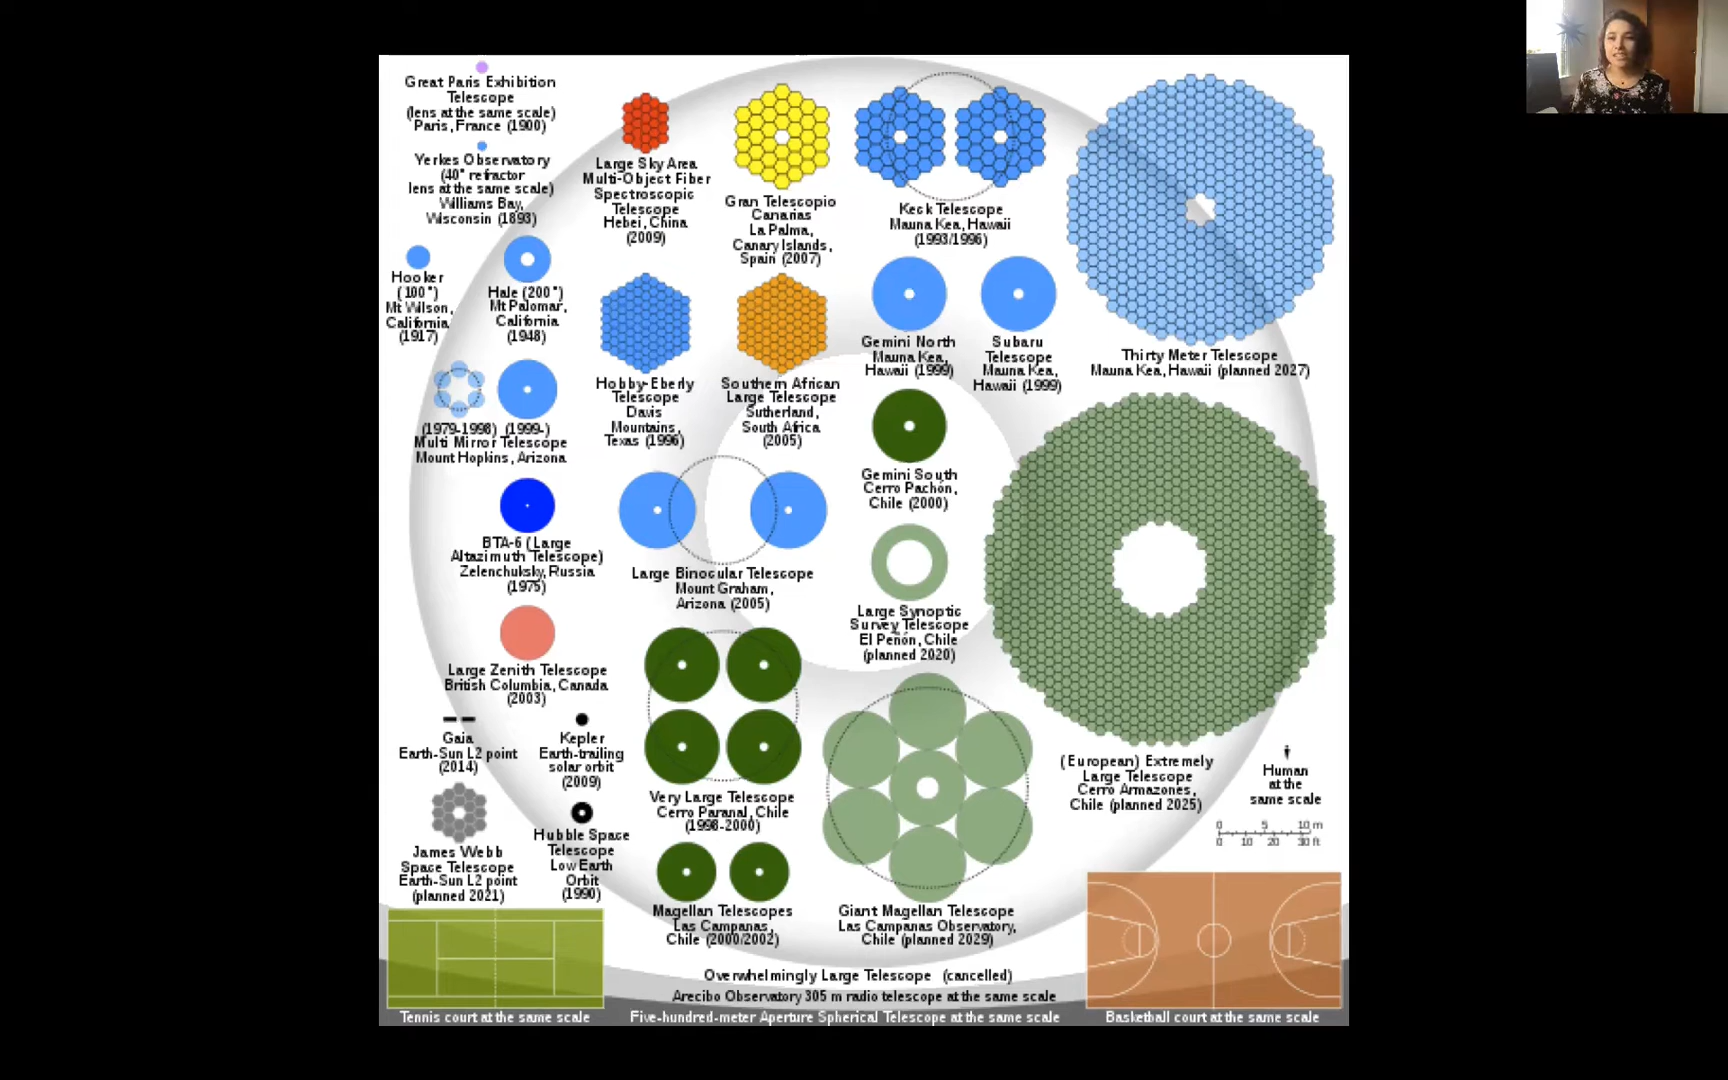 Great Paris Exhibition
Telescope
(lens at the same scale)
Paris, France (1900)
Yerkes Observatory
(40" refractor
lens at the same scale)
Williams Bay,
Wisconsin (1893)
Hooker
(100")
Mt Wilson,
California
(1917)
Hale (200")
Mt Palomar,
California
(1948)
(1979-1998) (1999-)
Multi Mirror Telescope
Mount Hopkins, Arizona
BTA-6 (Large
Altazimuth Telescope)
Zelenchuksky, Russia
(1975)
Large Zenith Telescope
British Columbia, Canada
(2003)
Gaia
Earth-Sun L2 point
(2014)
Kepler
Earth-trailing
solar orbit
(2009)
James Webb
Space Telescope
Earth-Sun L2 point
(planned 2021)
Hubble Space
Telescope
Low Earth
Orbit
(1990)
Large Sky Area
Multi-Object Fiber
Spectroscopic
Telescope
Hebei, China
(2009)
Gran Telescopio
Canarias
La Palma,
Canary Islands,
Spain (2007)
Keck Telescope
Mauna Kea, Hawaii
(1993/1996)
Hobby-Eberly
Telescope
Davis
Mountains,
Texas (1996)
Southern African
Large Telescope
Sutherland,
South Africa
(2005)
Gemini North
Mauna Kea,
Hawaii (1999)
Subaru
Telescope
Mauna Kea,
Hawaii (1999)
Thirty Meter Telescope
Mauna Kea, Hawaii (planned 2027)
Gemini South
Cerro Pachón,
Chile (2000)
Large Binocular Telescope
Mount Graham,
Arizona (2005)
Large Synoptic
Survey Telescope
El Peñón, Chile
(planned 2020)
Very Large Telescope
Cerro Paranal, Chile
(1998-2000)
Magellan Telescopes
Las Campanas,
Chile (2000/2002)
Giant Magellan Telescope
Las Campanas Observatory,
Chile (planned 2029)
(European) Extremely
Large Telescope
Cerro Armazones,
Chile (planned 2025)
Human
at the
same scale
0 5 10 m
0 10 20 30 ft
Overwhelmingly Large Telescope (cancelled)
Arecibo Observatory 305 m radio telescope at the same scale
Tennis court at the same scale
Five-hundred-meter Aperture Spherical Telescope at the same scale
Basketball court at the same scale